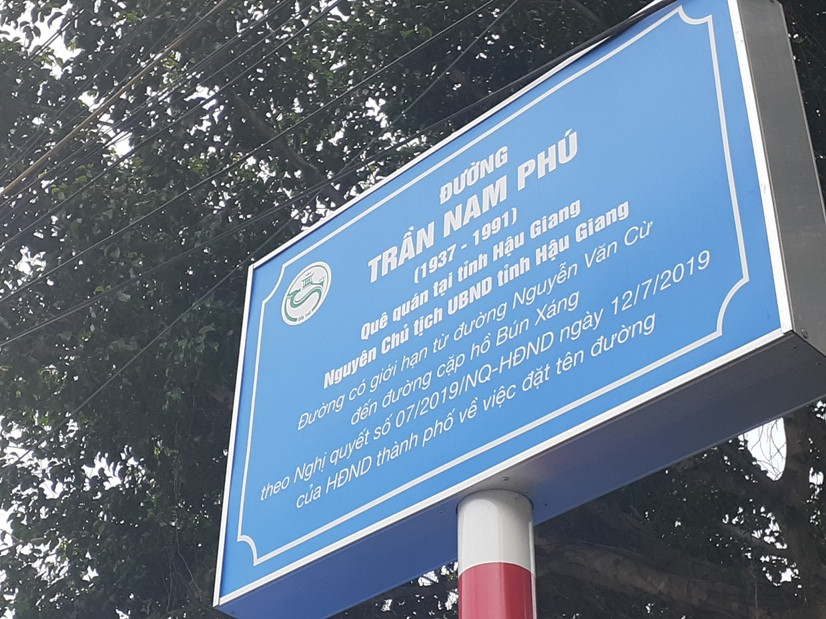 ĐƯỜNG
TRẦN NAM PHÚ
(1937 - 1991)
Quê quán tại tỉnh Hậu Giang
Nguyên Chủ tịch UBND tỉnh Hậu Giang
Đường có giới hạn từ đường Nguyễn Văn Cừ
đến đường cặp hồ Bún Xáng
theo Nghị quyết số 07/2019/NQ-HĐND ngày 12/7/2019
của HĐND thành phố về việc đặt tên đường